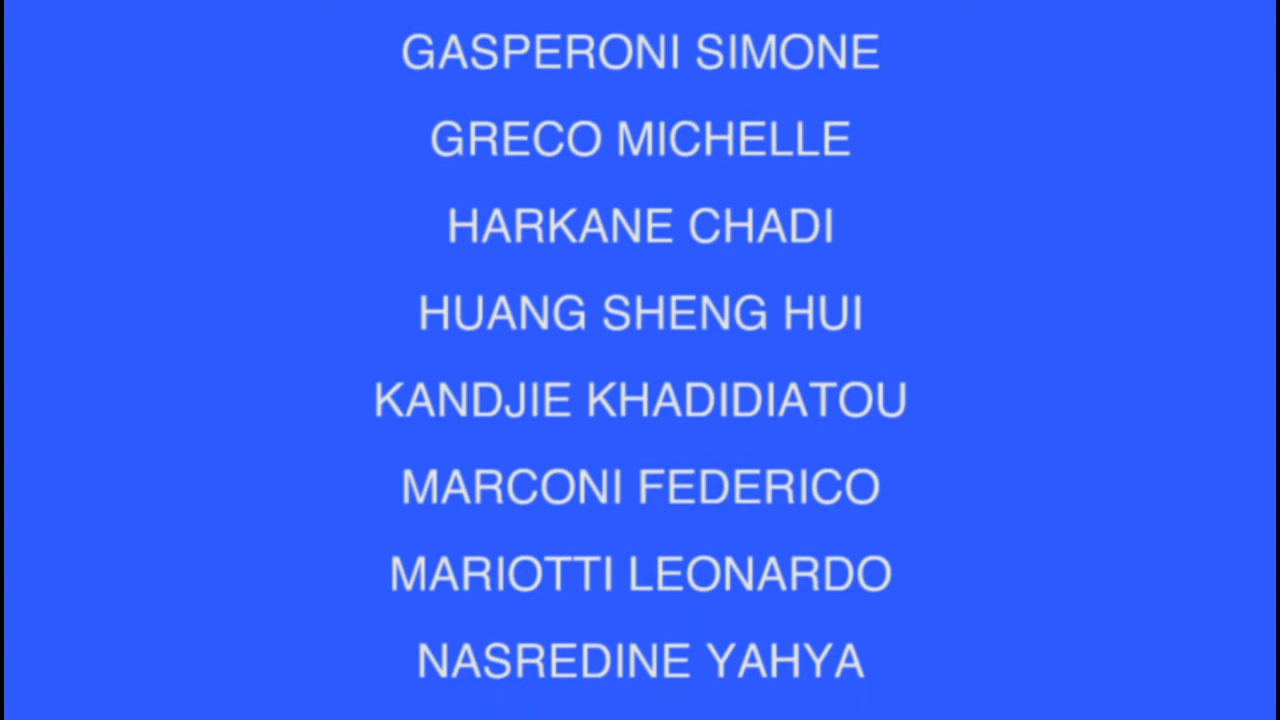 GASPERONI SIMONE
GRECO MICHELLE
HARKANE CHADI
HUANG SHENG HUI
KANDJIE KHADIDIATOU
MARCONI FEDERICO
MARIOTTI LEONARDO
NASREDINE YAHYA